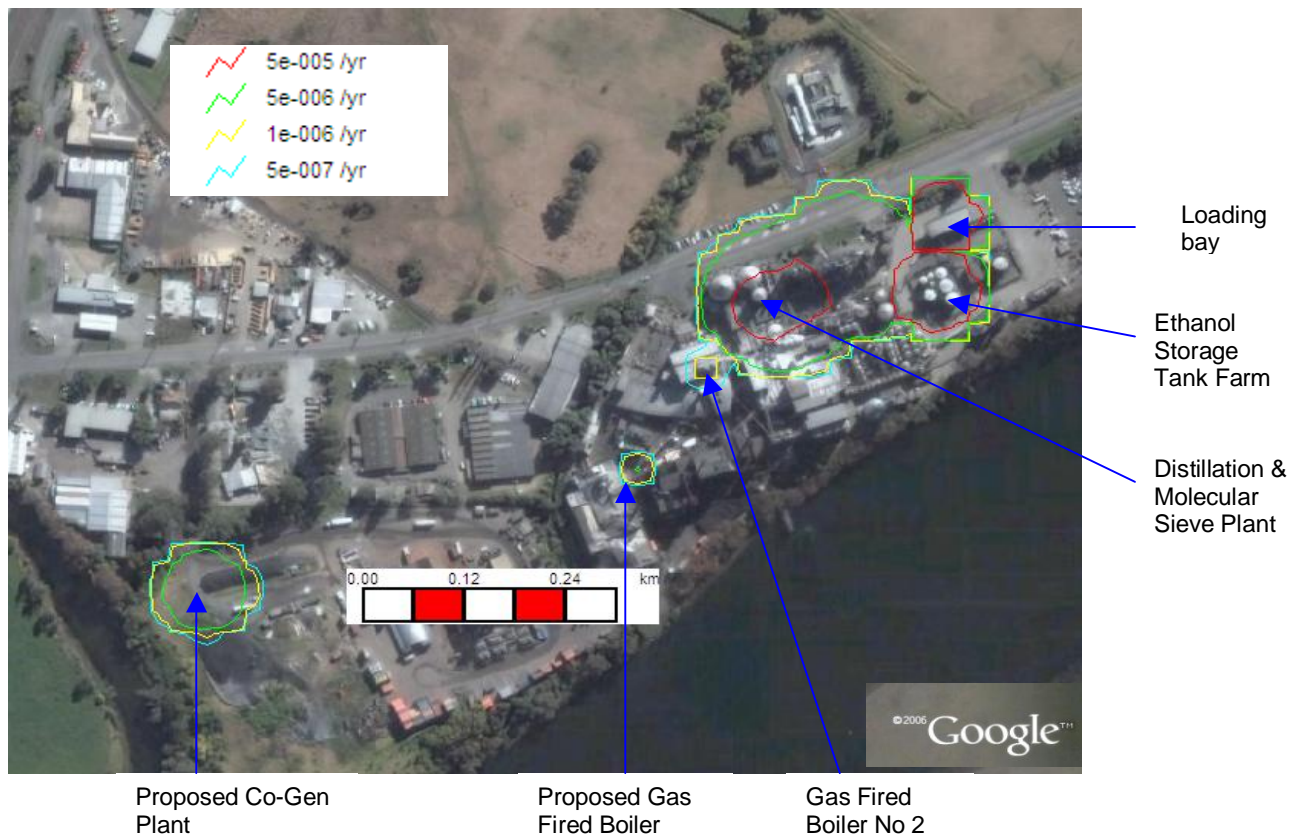 5e-005 /yr
5e-006 /yr
1e-006 /yr
5e-007 /yr
Loading
bay
Ethanol
Storage
Tank Farm
Distillation &
Molecular
Sieve Plant
0.00 0.12 0.24 km
©2006 Google™
Proposed Co-Gen
Plant
Proposed Gas
Fired Boiler
Gas Fired
Boiler No 2